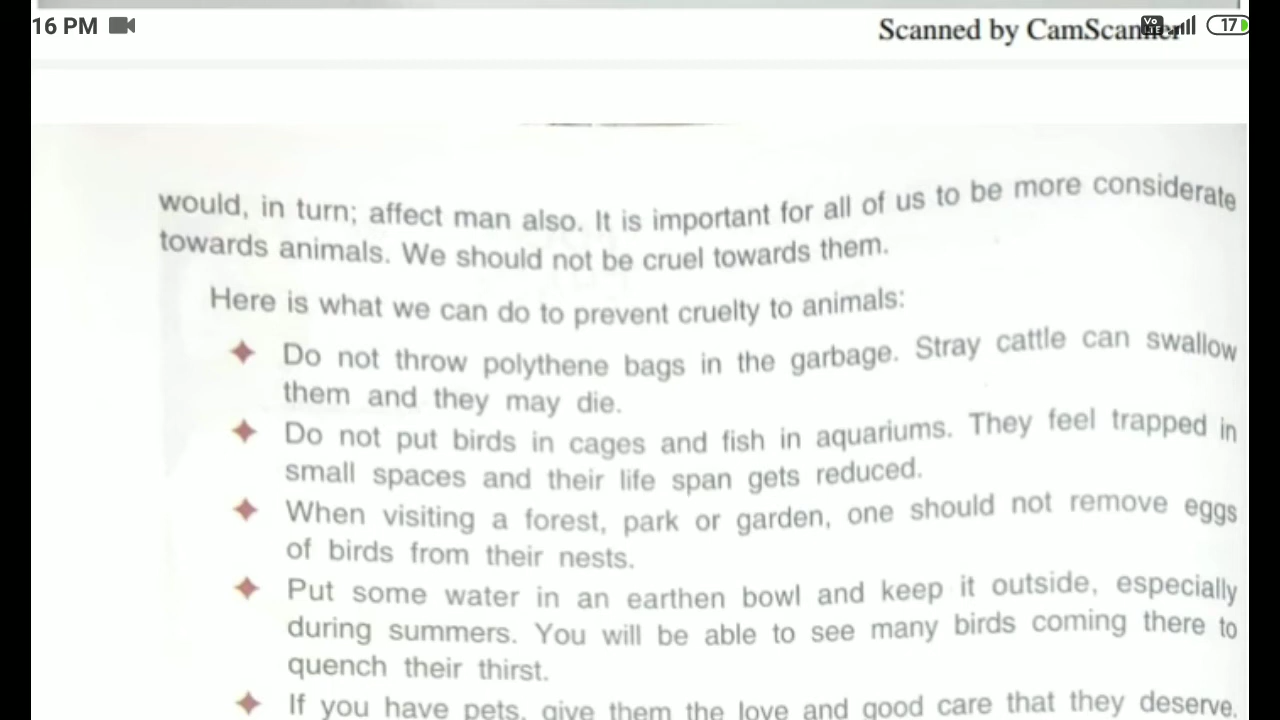 16 PM
Scanned by CamScanner
17
would, in turn; affect man also. It is important for all of us to be more considerate
towards animals. We should not be cruel towards them.
Here is what we can do to prevent cruelty to animals:
Do not throw polythene bags in the garbage. Stray cattle can swallow
them and they may die.
Do not put birds in cages and fish in aquariums. They feel trapped in
small spaces and their life span gets reduced.
When visiting a forest, park or garden, one should not remove eggs
of birds from their nests.
Put some water in an earthen bowl and keep it outside, especially
during summers. You will be able to see many birds coming there to
quench their thirst.
If you have pets, give them the love and good care that they deserve.